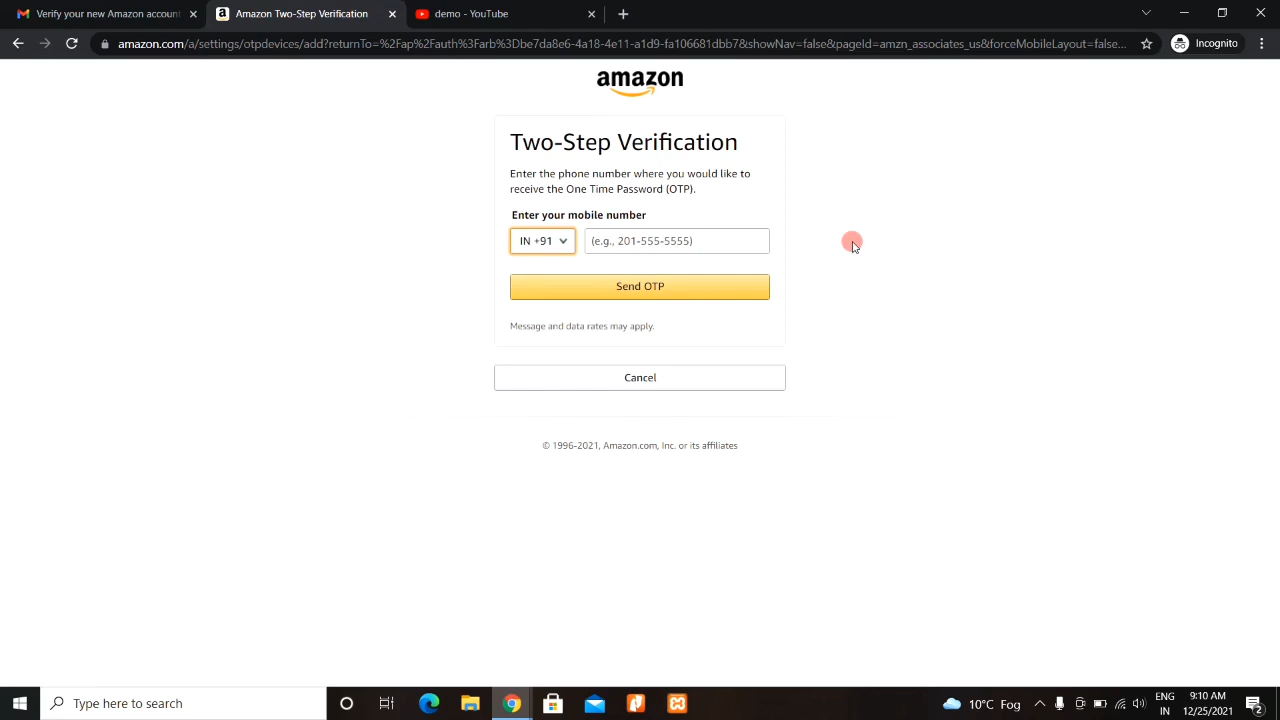 Verify your new Amazon account
Amazon Two-Step Verification
demo - YouTube
amazon.com/a/settings/otpdevices/add?returnTo=%2Fap%2Fauth%3Farb%3Dbe7da8e6-4a18-4e11-a1d9-fa106681dbb7&showNav=false&pageId=amzn_associates_us&forceMobileLayout=false...
Incognito
amazon
Two-Step Verification
Enter the phone number where you would like to
receive the One Time Password (OTP).
Enter your mobile number
IN +91
(e.g., 201-555-5555)
Send OTP
Message and data rates may apply.
Cancel
© 1996-2021, Amazon.com, Inc. or its affiliates
Type here to search
10°C Fog
ENG
IN
9:10 AM
12/25/2021
2